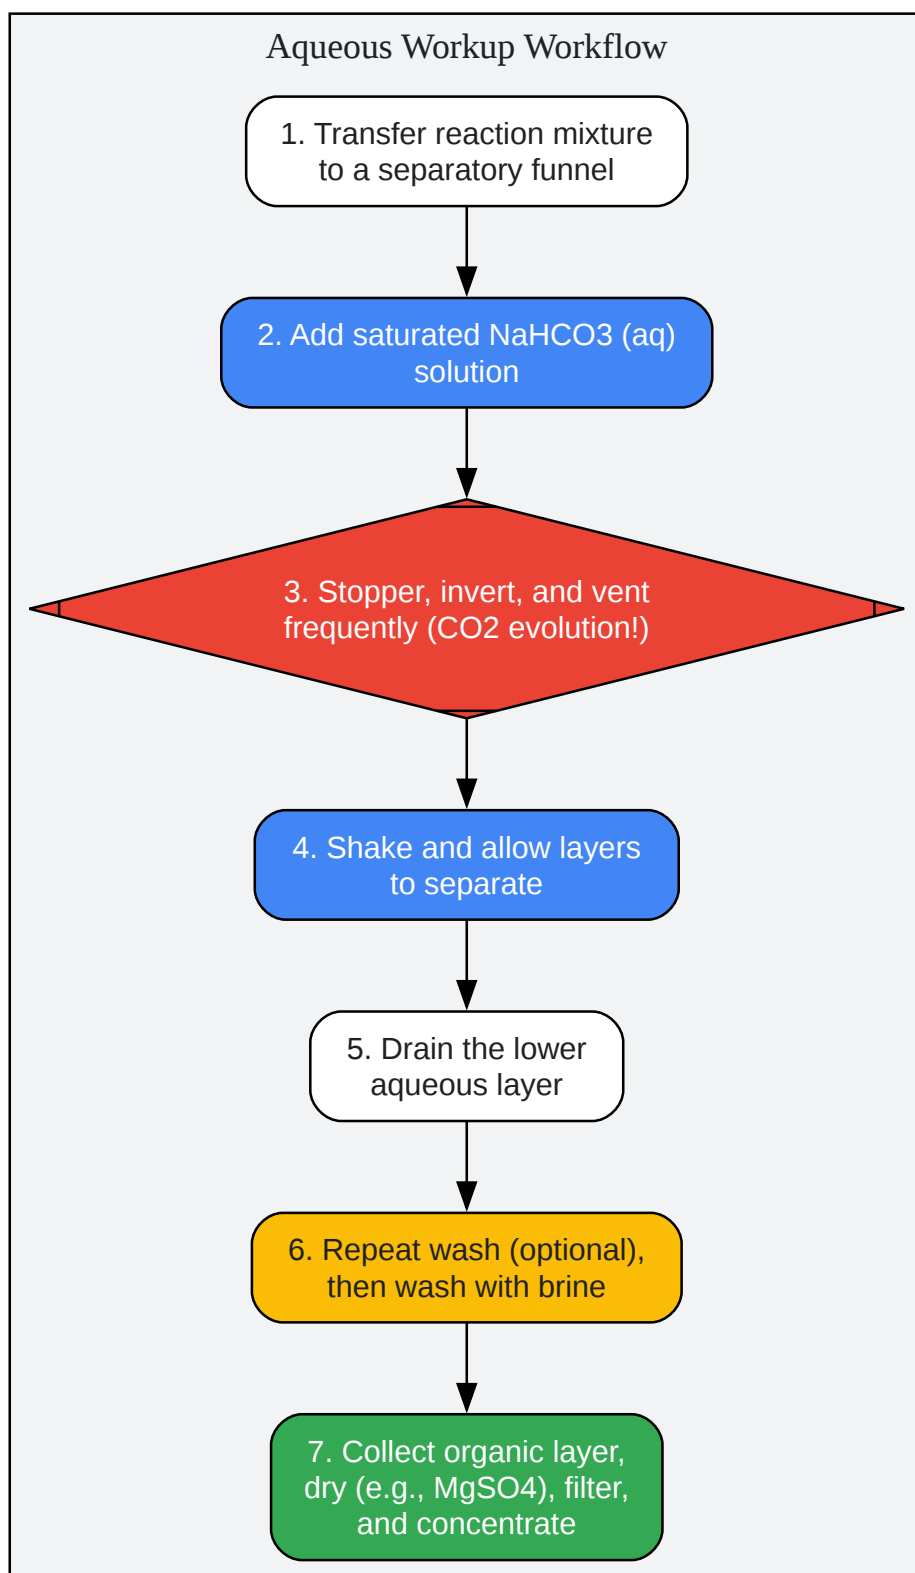 Aqueous Workup Workflow
1. Transfer reaction mixture
to a separatory funnel
2. Add saturated NaHCO3 (aq)
solution
3. Stopper, invert, and vent
frequently (CO2 evolution!)
4. Shake and allow layers
to separate
5. Drain the lower
aqueous layer
6. Repeat wash (optional),
then wash with brine
7. Collect organic layer,
dry (e.g., MgSO4), filter,
and concentrate